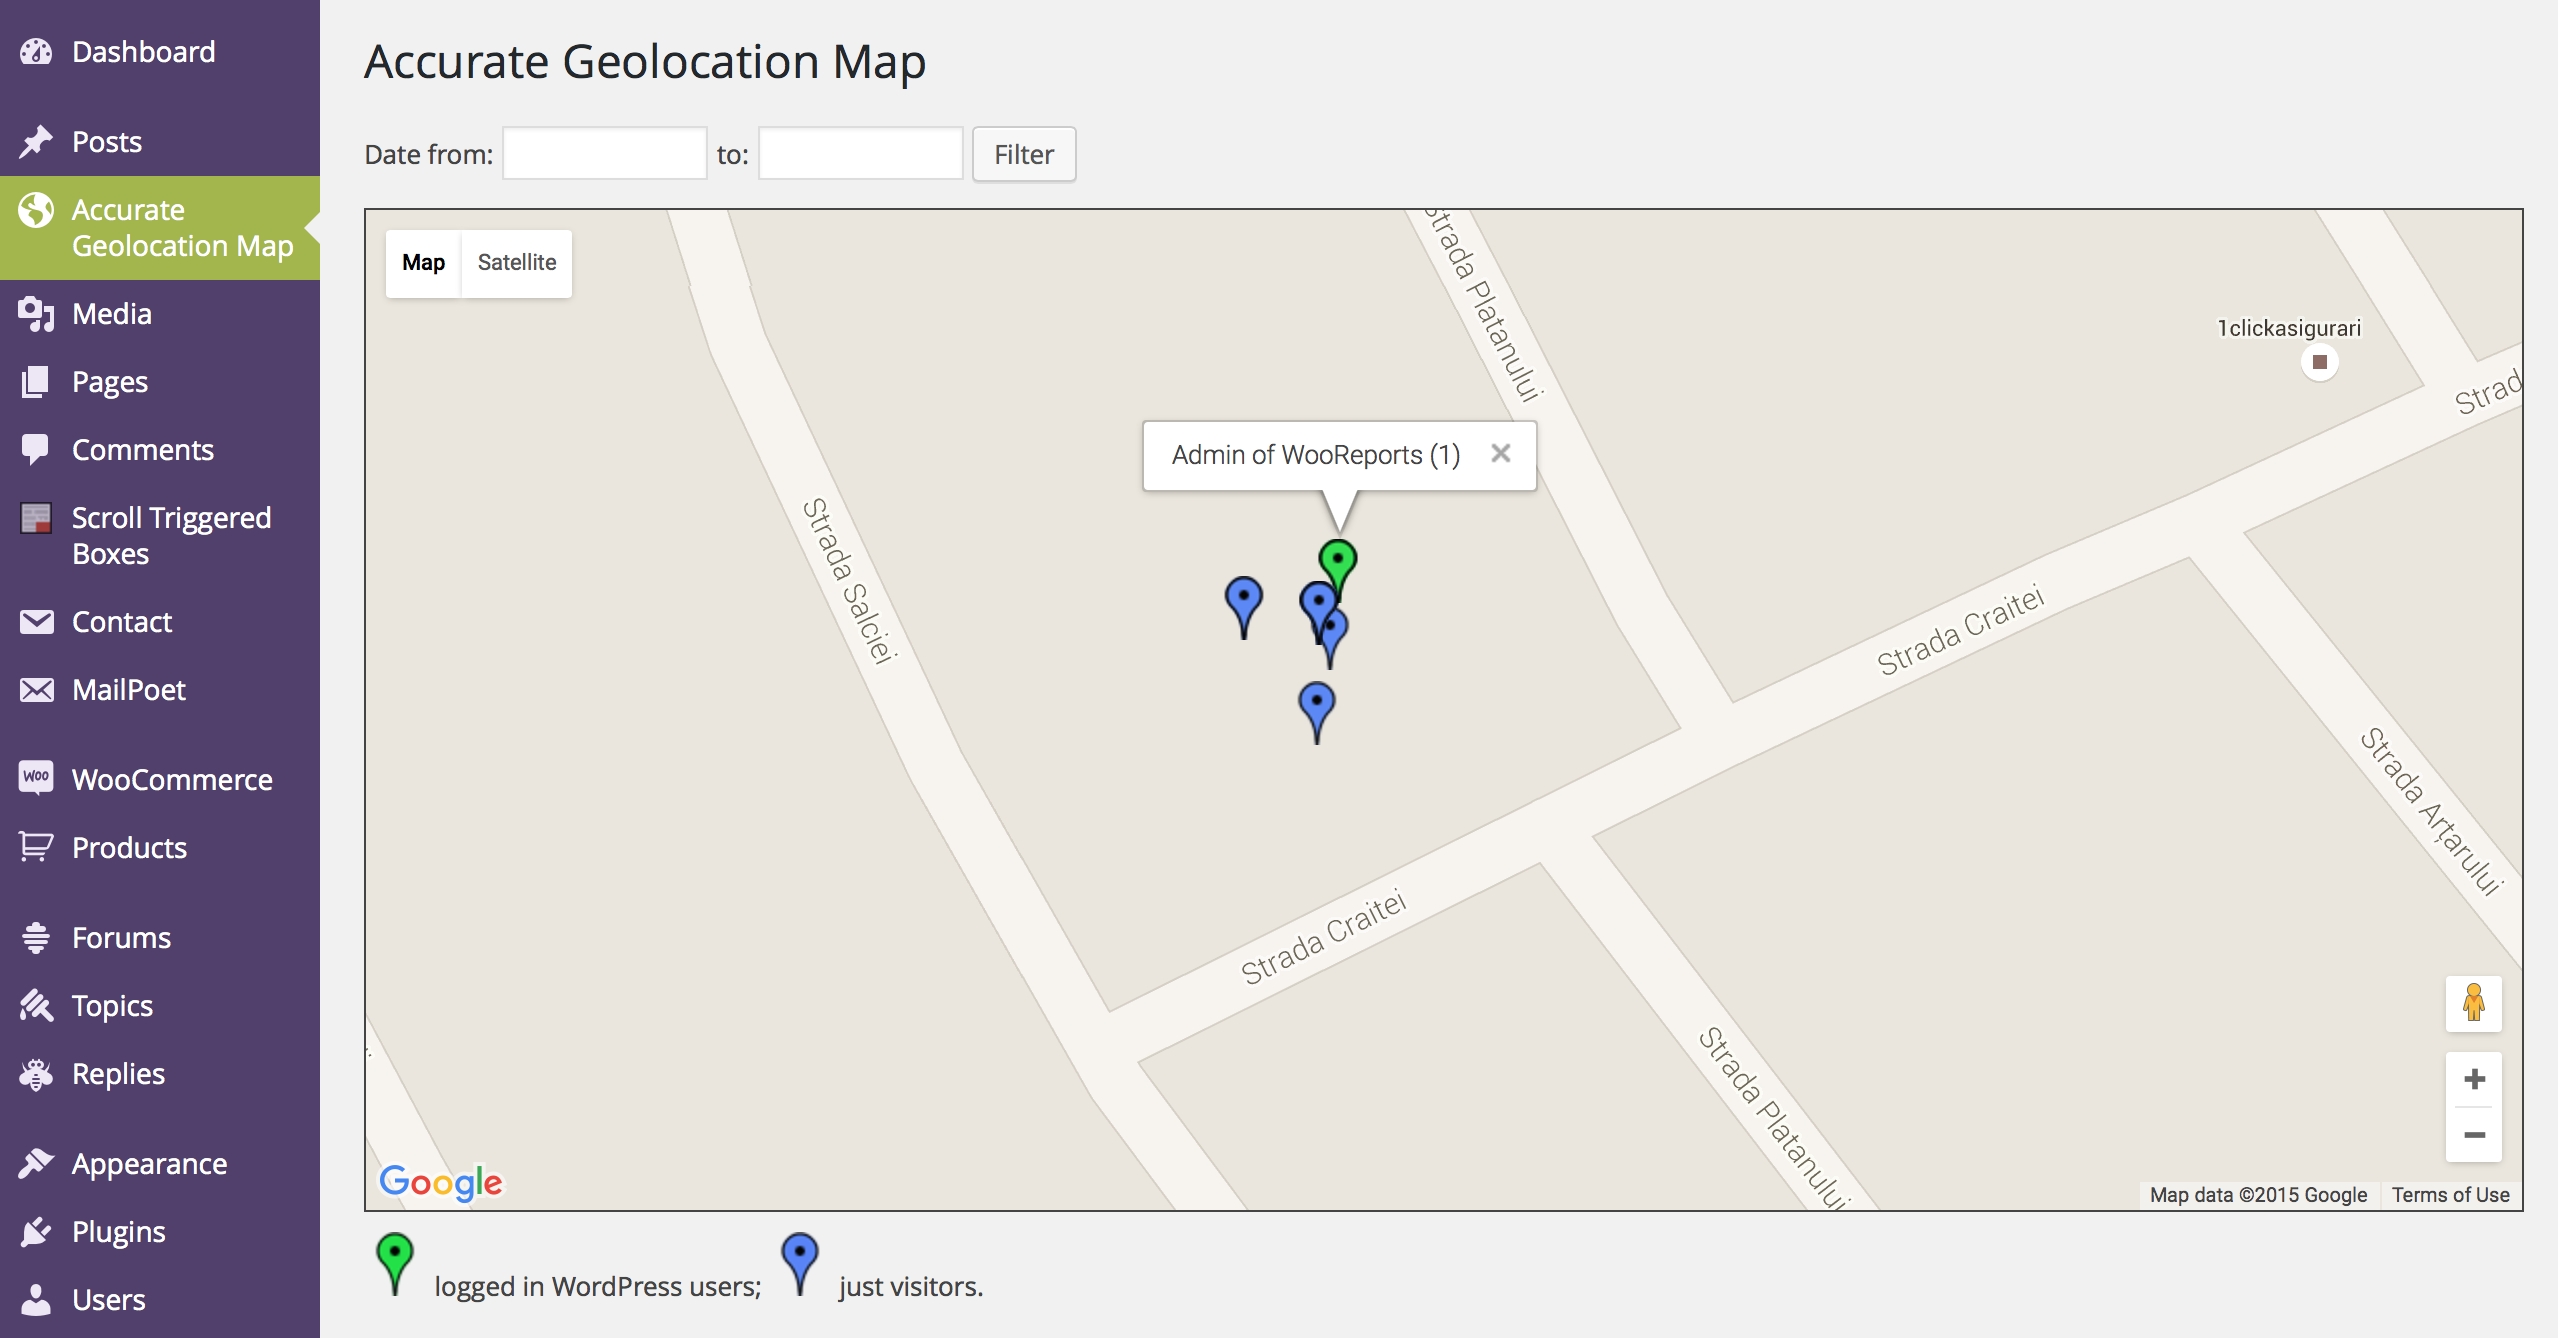 Dashboard
Posts
Accurate
Geolocation Map
Media
Pages
Comments
Scroll Triggered
Boxes
Contact
MailPoet
Woo WooCommerce
Products
Forums
Topics
Replies
Appearance
Plugins
Users
Accurate Geolocation Map
Date from: to: Filter
Map Satellite
Strada Platanului
1clickasigurari
Strad
Admin of WooReports (1)
Strada Salciei
Strada Craitei
Strada Arțarului
Strada Craitei
Strada Platanului
Google
Map data ©2015 Google Terms of Use
logged in WordPress users; just visitors.